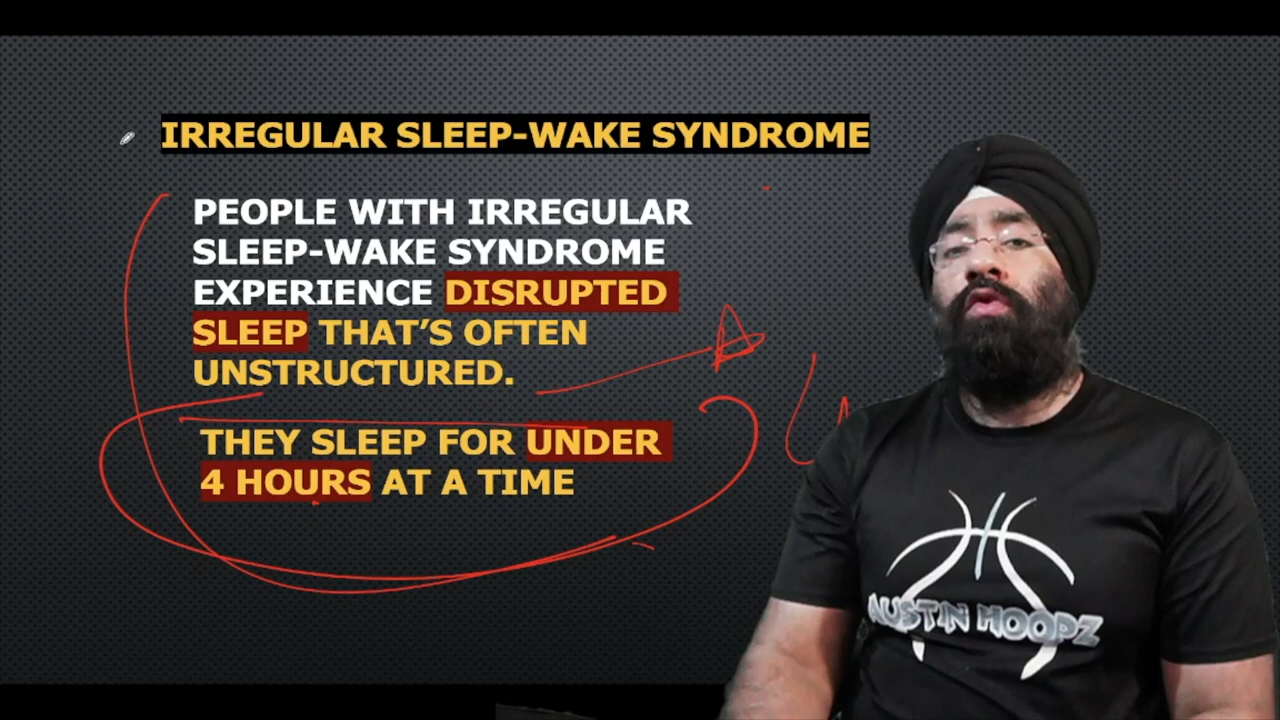 IRREGULAR SLEEP-WAKE SYNDROME
PEOPLE WITH IRREGULAR
SLEEP-WAKE SYNDROME
EXPERIENCE DISRUPTED
SLEEP THAT’S OFTEN
UNSTRUCTURED.
THEY SLEEP FOR UNDER
4 HOURS AT A TIME
AUSTIN HOOPZ